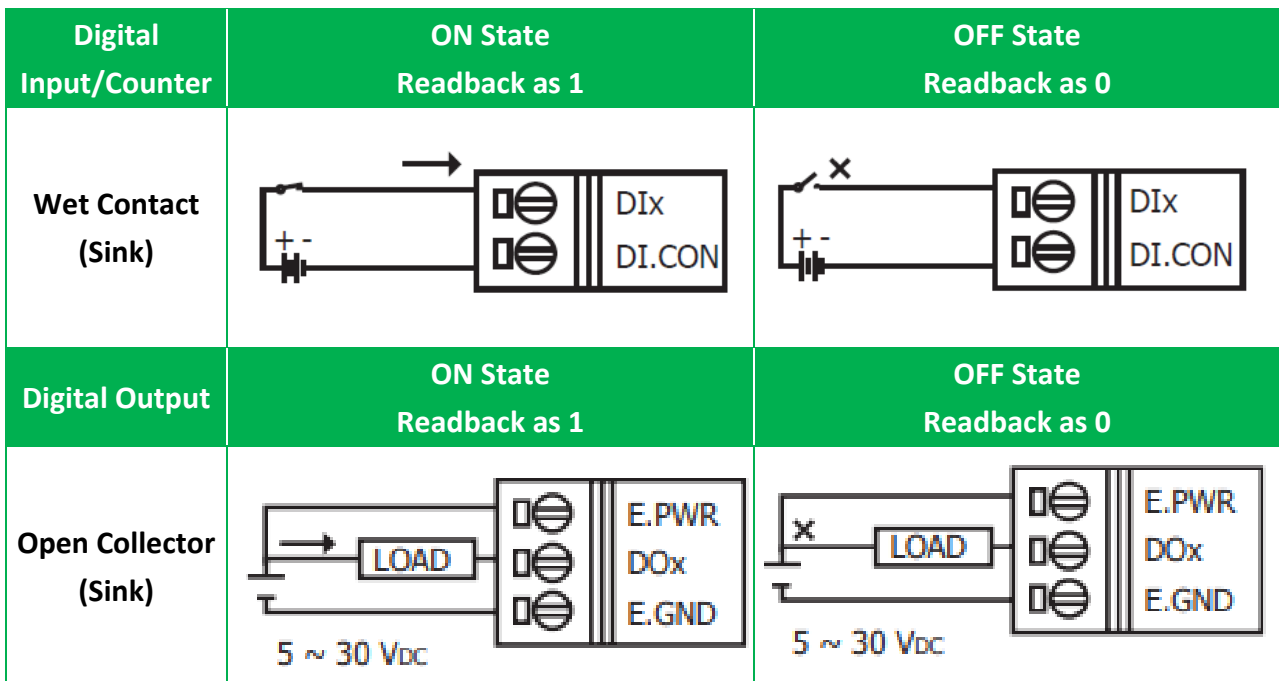 Digital
Input/Counter
ON State
Readback as 1
OFF State
Readback as 0
Wet Contact
(Sink)
+ -
DIx
DI.CON
+ -
DIx
DI.CON
Digital Output
ON State
Readback as 1
OFF State
Readback as 0
Open Collector
(Sink)
LOAD
E.PWR
DOx
E.GND
5 ~ 30 VDC
LOAD
E.PWR
DOx
E.GND
5 ~ 30 VDC